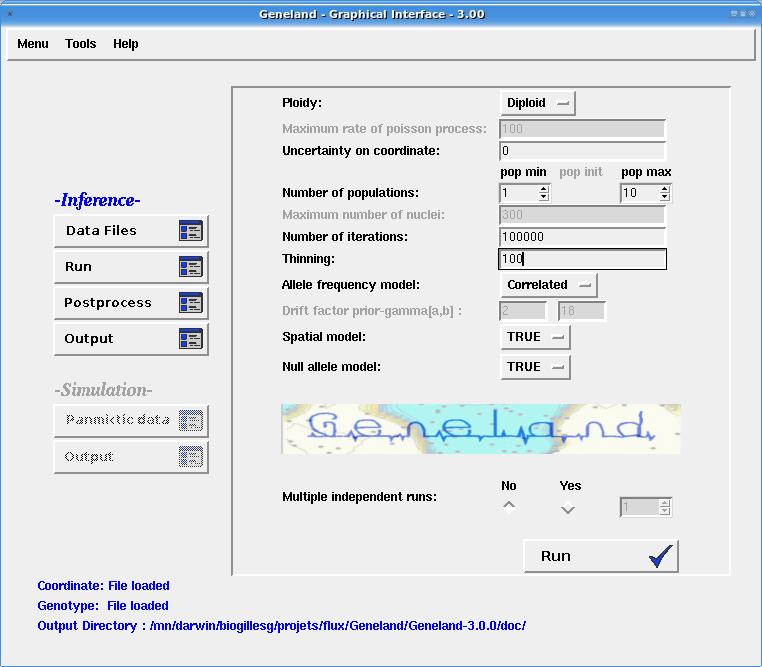 Geneland - Graphical Interface - 3.00
Menu Tools Help
Ploidy: Diploid
Maximum rate of poisson process: 100
Uncertainty on coordinate: 0
pop min pop init pop max
-Inference-
Number of populations: 1 10
Maximum number of nuclei: 300
Data Files
Number of iterations: 100000
Thinning: 100
Run
Allele frequency model: Correlated
Postprocess
Drift factor prior-gamma[a,b] : 2 18
Output
Spatial model: TRUE
Null allele model: TRUE
-Simulation-
Panmiktic data
Geneland
Output
No Yes
Multiple independent runs: 1
Run
Coordinate: File loaded
Genotype: File loaded
Output Directory : /mn/darwin/biogillesg/projets/flux/Geneland/Geneland-3.0.0/doc/